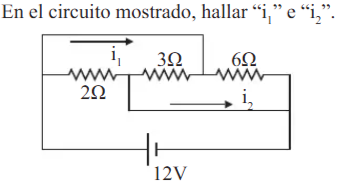 En el circuito mostrado, hallar “i₁” e “i₂”.
i₁ 3Ω 6Ω
2Ω i₂
12V